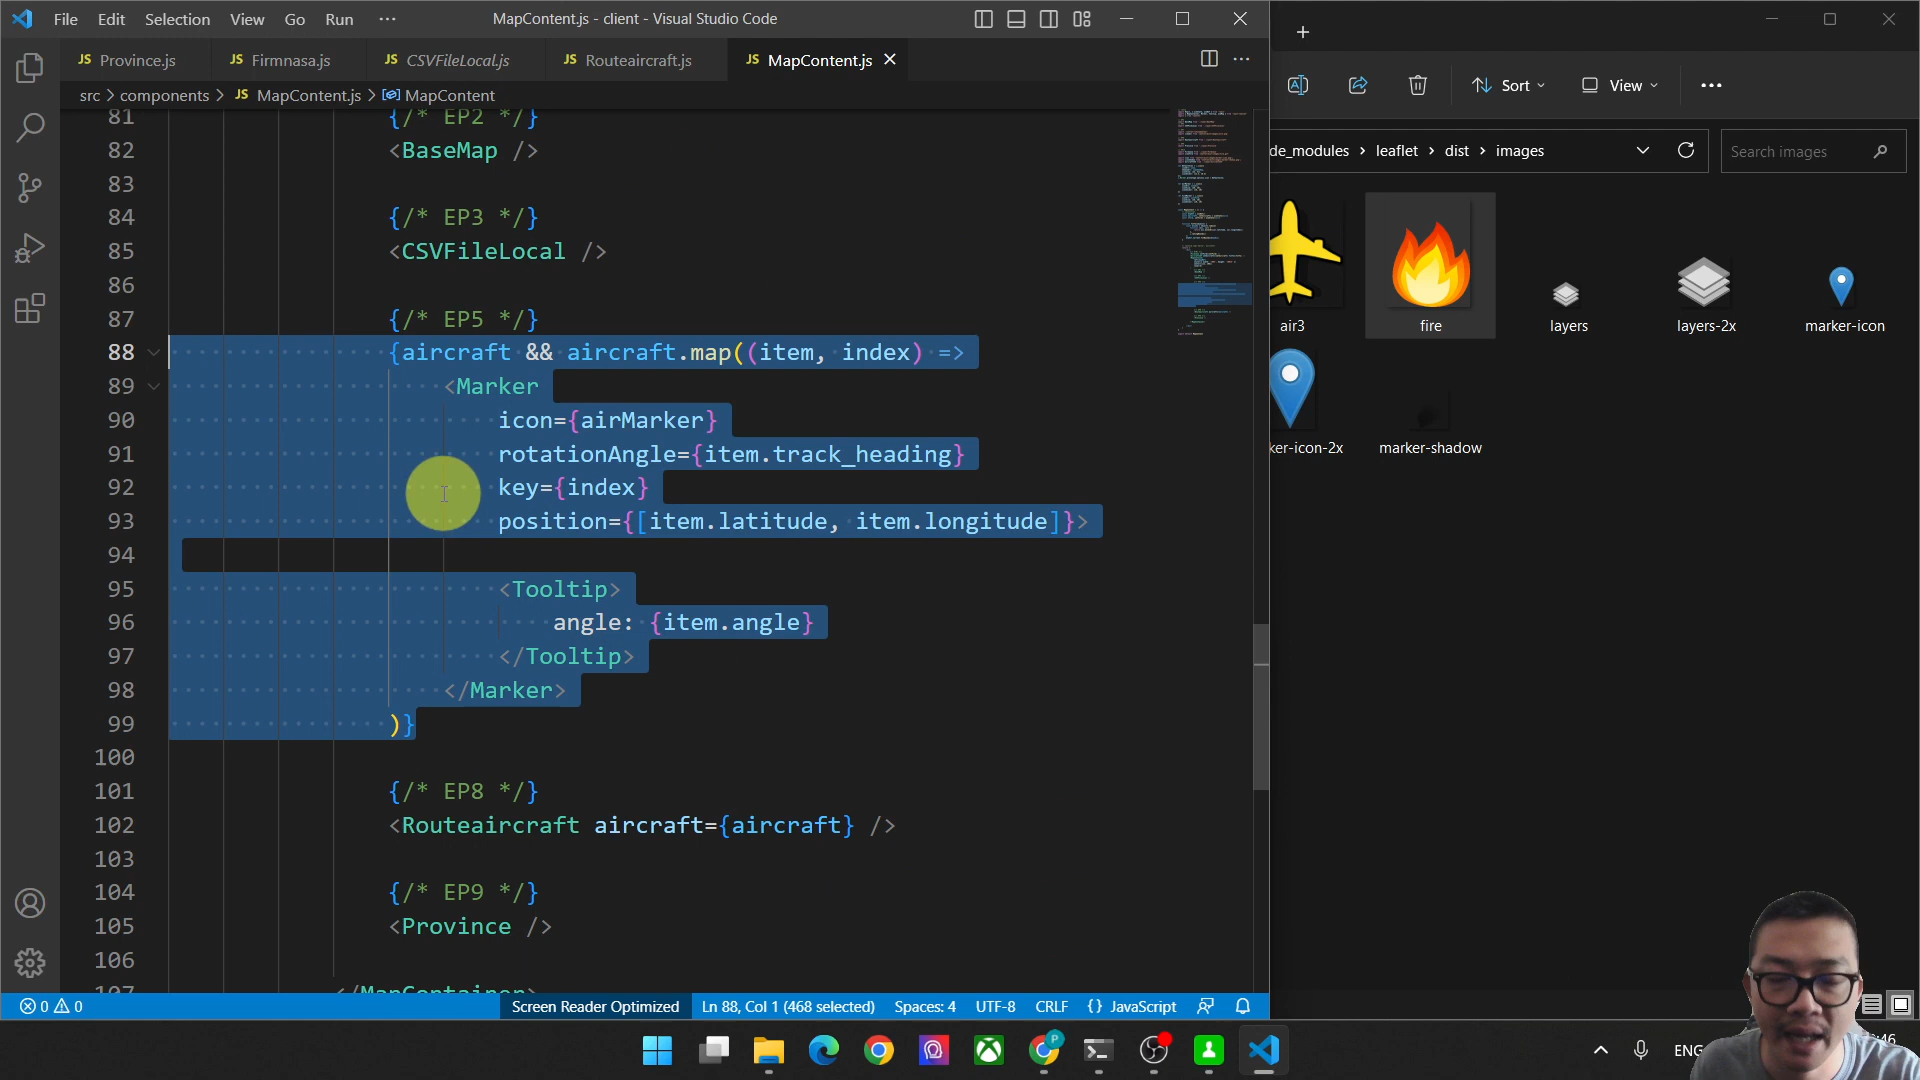 File Edit Selection View Go Run ··· MapContent.js - client - Visual Studio Code
JS Province.js JS Firmnasa.js JS CSVFileLocal.js JS Routeaircraft.js JS MapContent.js
src > components > JS MapContent.js > MapContent
81 {/* EP2 */}
82 <BaseMap />
83
84 {/* EP3 */}
85 <CSVFileLocal />
86
87 {/* EP5 */}
88 {aircraft && aircraft.map((item, index) =>
89 <Marker
90 icon={airMarker}
91 rotationAngle={item.track_heading}
92 key={index}
93 position={[item.latitude, item.longitude]}>
94
95 <Tooltip>
96 angle: {item.angle}
97 </Tooltip>
98 </Marker>
99 )}
100
101 {/* EP8 */}
102 <Routeaircraft aircraft={aircraft} />
103
104 {/* EP9 */}
105 <Province />
106
107 </MapContainer>
0 0 Screen Reader Optimized Ln 88, Col 1 (468 selected) Spaces: 4 UTF-8 CRLF {} JavaScript
Sort View
de_modules > leaflet > dist > images Search images
air3 fire layers layers-2x marker-icon
ker-icon-2x marker-shadow
ENG